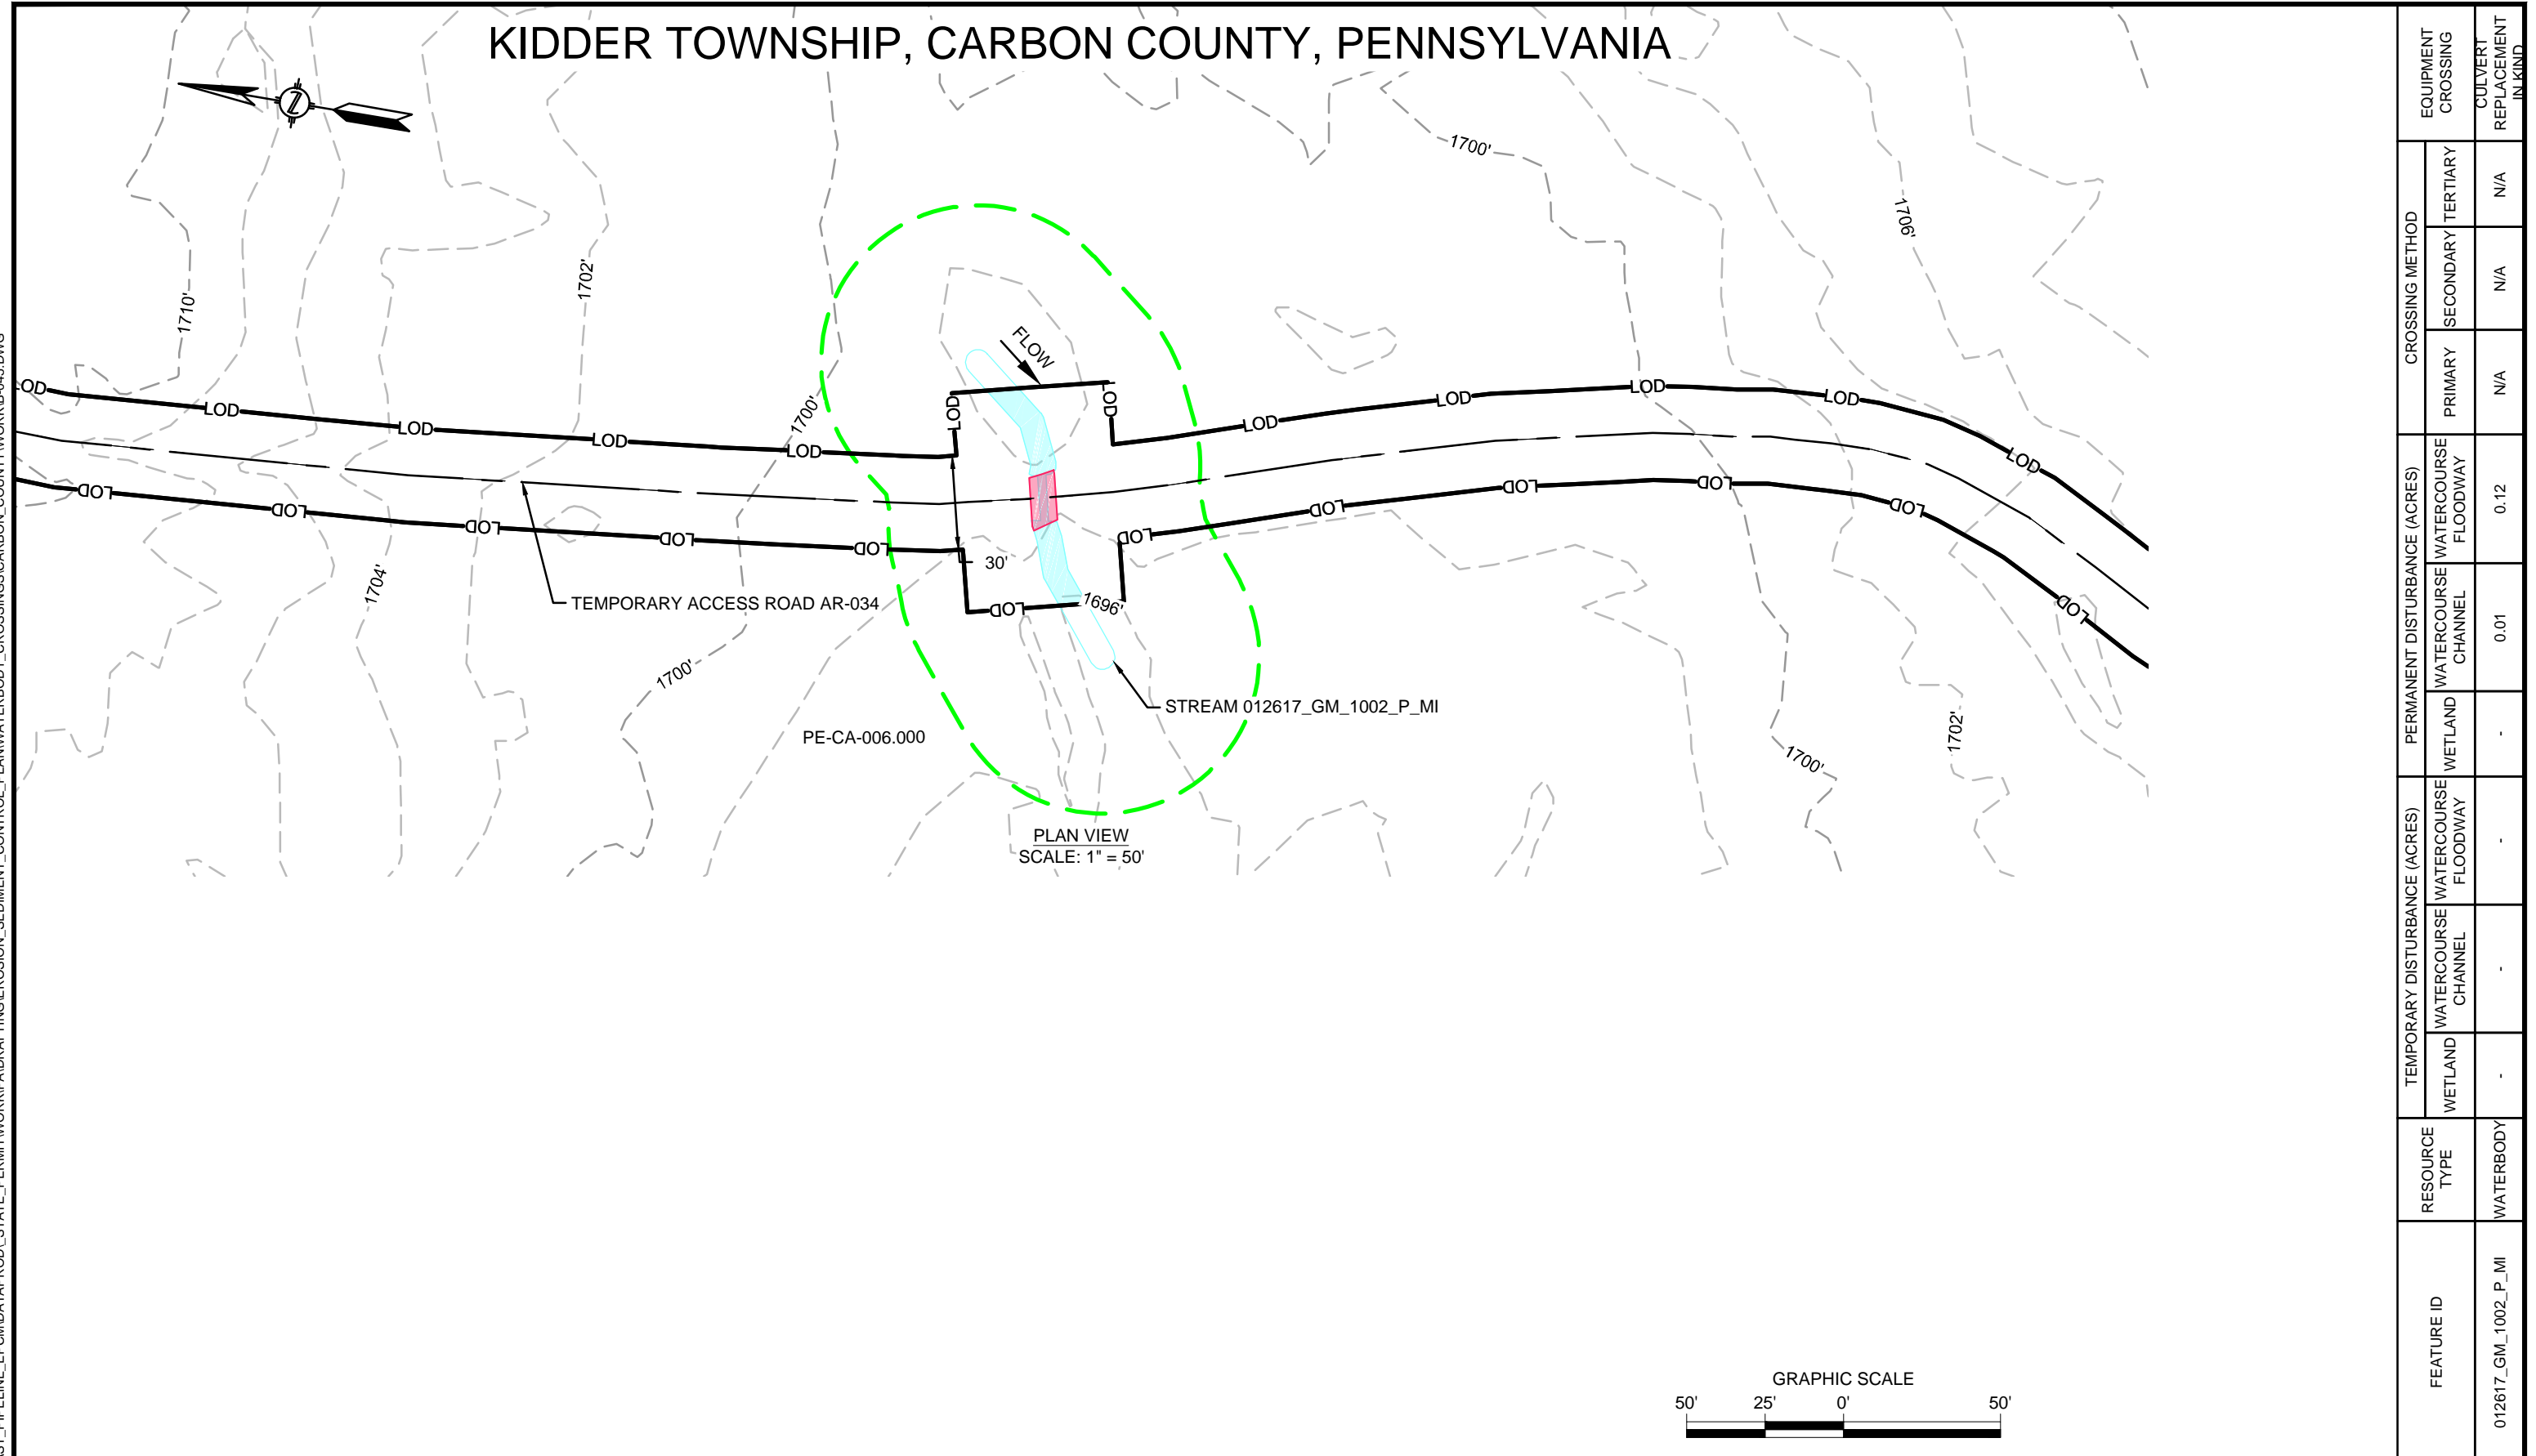 KIDDER TOWNSHIP, CARBON COUNTY, PENNSYLVANIA
1700'
1706'
1702'
1710'
FLOW
LOD
LOD
LOD
LOD
LOD
LOD
LOD
LOD
LOD
LOD
LOD
LOD
1700'
LOD
LOD
LOD
LOD
LOD
LOD
LOD
LOD
LOD
LOD
LOD
LOD
30'
1704'
TEMPORARY ACCESS ROAD AR-034
1696'
1700'
STREAM 012617_GM_1002_P_MI
PE-CA-006.000
1702'
1700'
PLAN VIEW
SCALE: 1" = 50'
GRAPHIC SCALE
50' 25' 0' 50'
FEATURE ID
RESOURCE
TYPE
TEMPORARY DISTURBANCE (ACRES)
WETLAND
WATERCOURSE
CHANNEL
WATERCOURSE
FLOODWAY
PERMANENT DISTURBANCE (ACRES)
WETLAND
WATERCOURSE
CHANNEL
WATERCOURSE
FLOODWAY
CROSSING METHOD
PRIMARY
SECONDARY
TERTIARY
EQUIPMENT
CROSSING
012617_GM_1002_P_MI
WATERBODY
-
-
-
-
0.01
0.12
N/A
N/A
N/A
CULVERT
REPLACEMENT
IN KIND